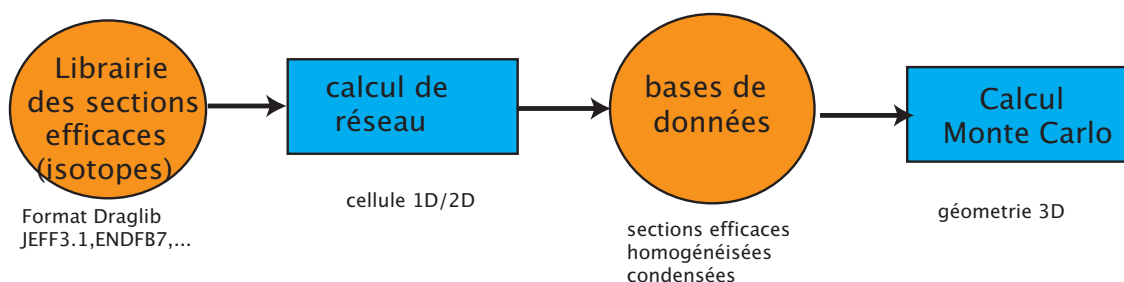 Librairie
des sections
efficaces
(isotopes)
Format Draglib
JEFF3.1,ENDFB7,...
calcul de
réseau
cellule 1D/2D
bases de
données
sections efficaces
homogénéisées
condensées
Calcul
Monte Carlo
géometrie 3D